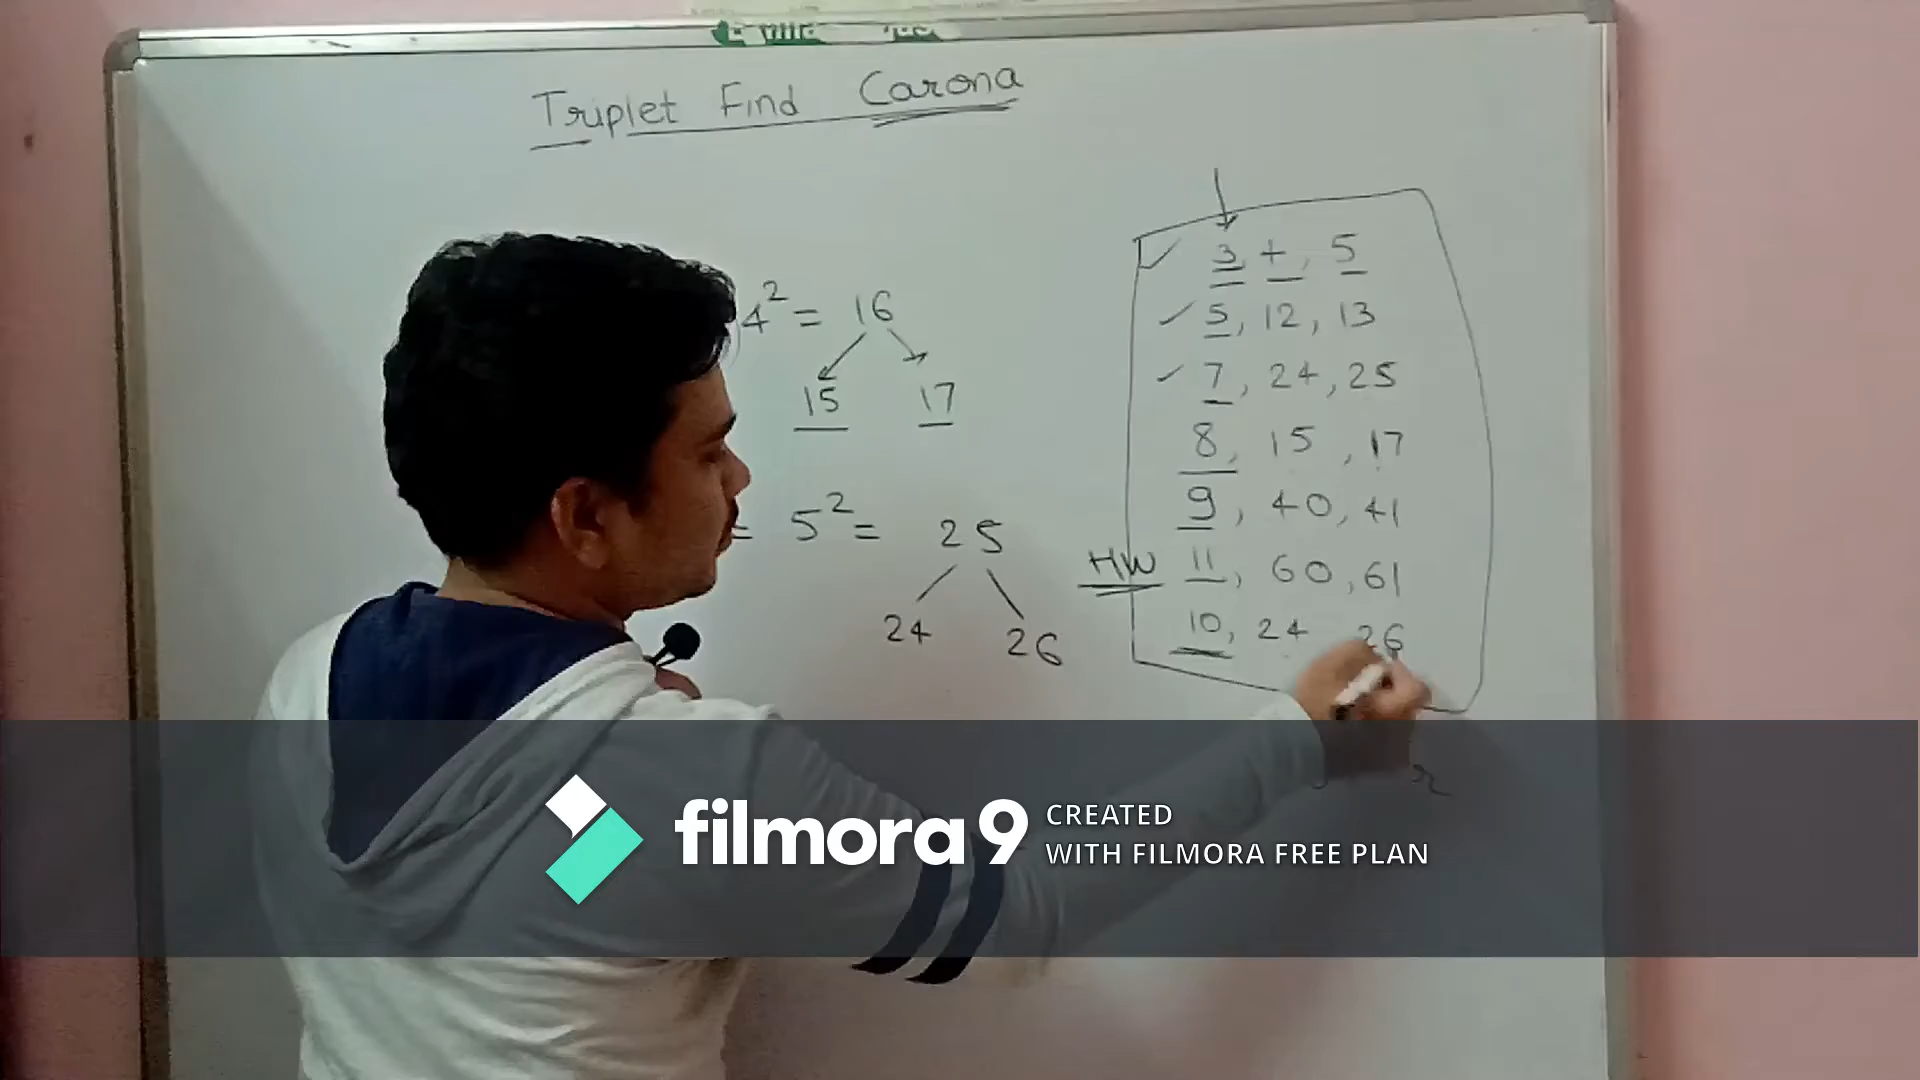 Triplet Find Carona
4² = 16
15 17
= 5² = 25
24 26
3, 4, 5
5, 12, 13
7, 24, 25
8, 15, 17
9, 40, 41
HW 11, 60, 61
10, 24 26
filmora9 CREATED
WITH FILMORA FREE PLAN